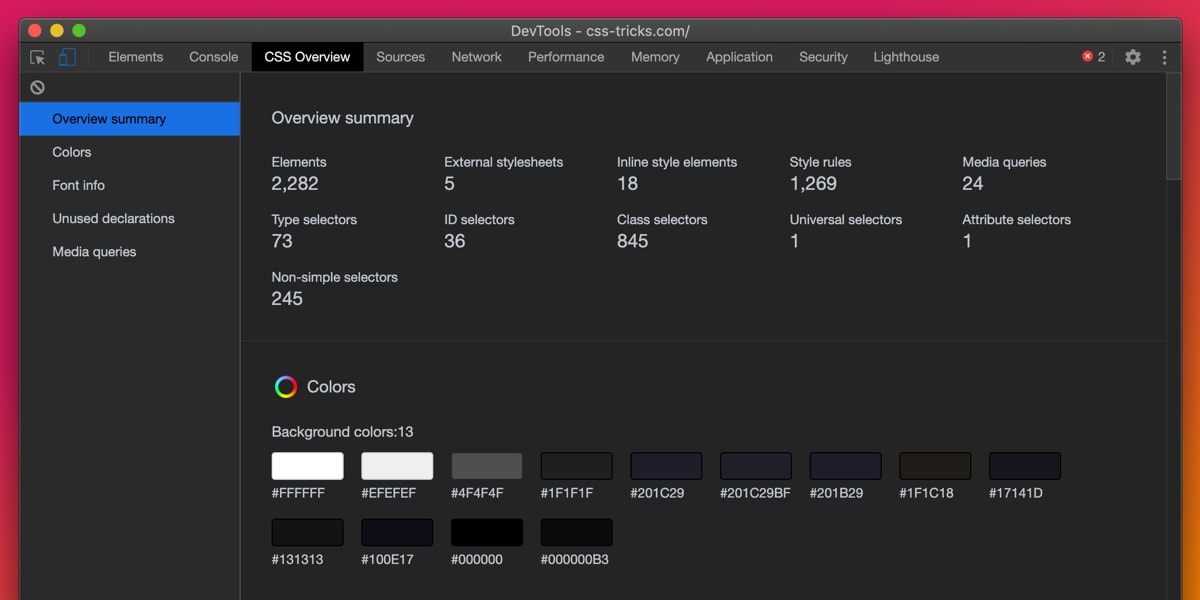 DevTools - css-tricks.com/
Elements Console CSS Overview Sources Network Performance Memory Application Security Lighthouse 2
Overview summary
Colors
Font info
Unused declarations
Media queries
Overview summary
Elements External stylesheets Inline style elements Style rules Media queries
2,282 5 18 1,269 24
Type selectors ID selectors Class selectors Universal selectors Attribute selectors
73 36 845 1 1
Non-simple selectors
245
Colors
Background colors:13
#FFFFFF #EFEFEF #4F4F4F #1F1F1F #201C29 #201C29BF #201B29 #1F1C18 #17141D
#131313 #100E17 #000000 #000000B3